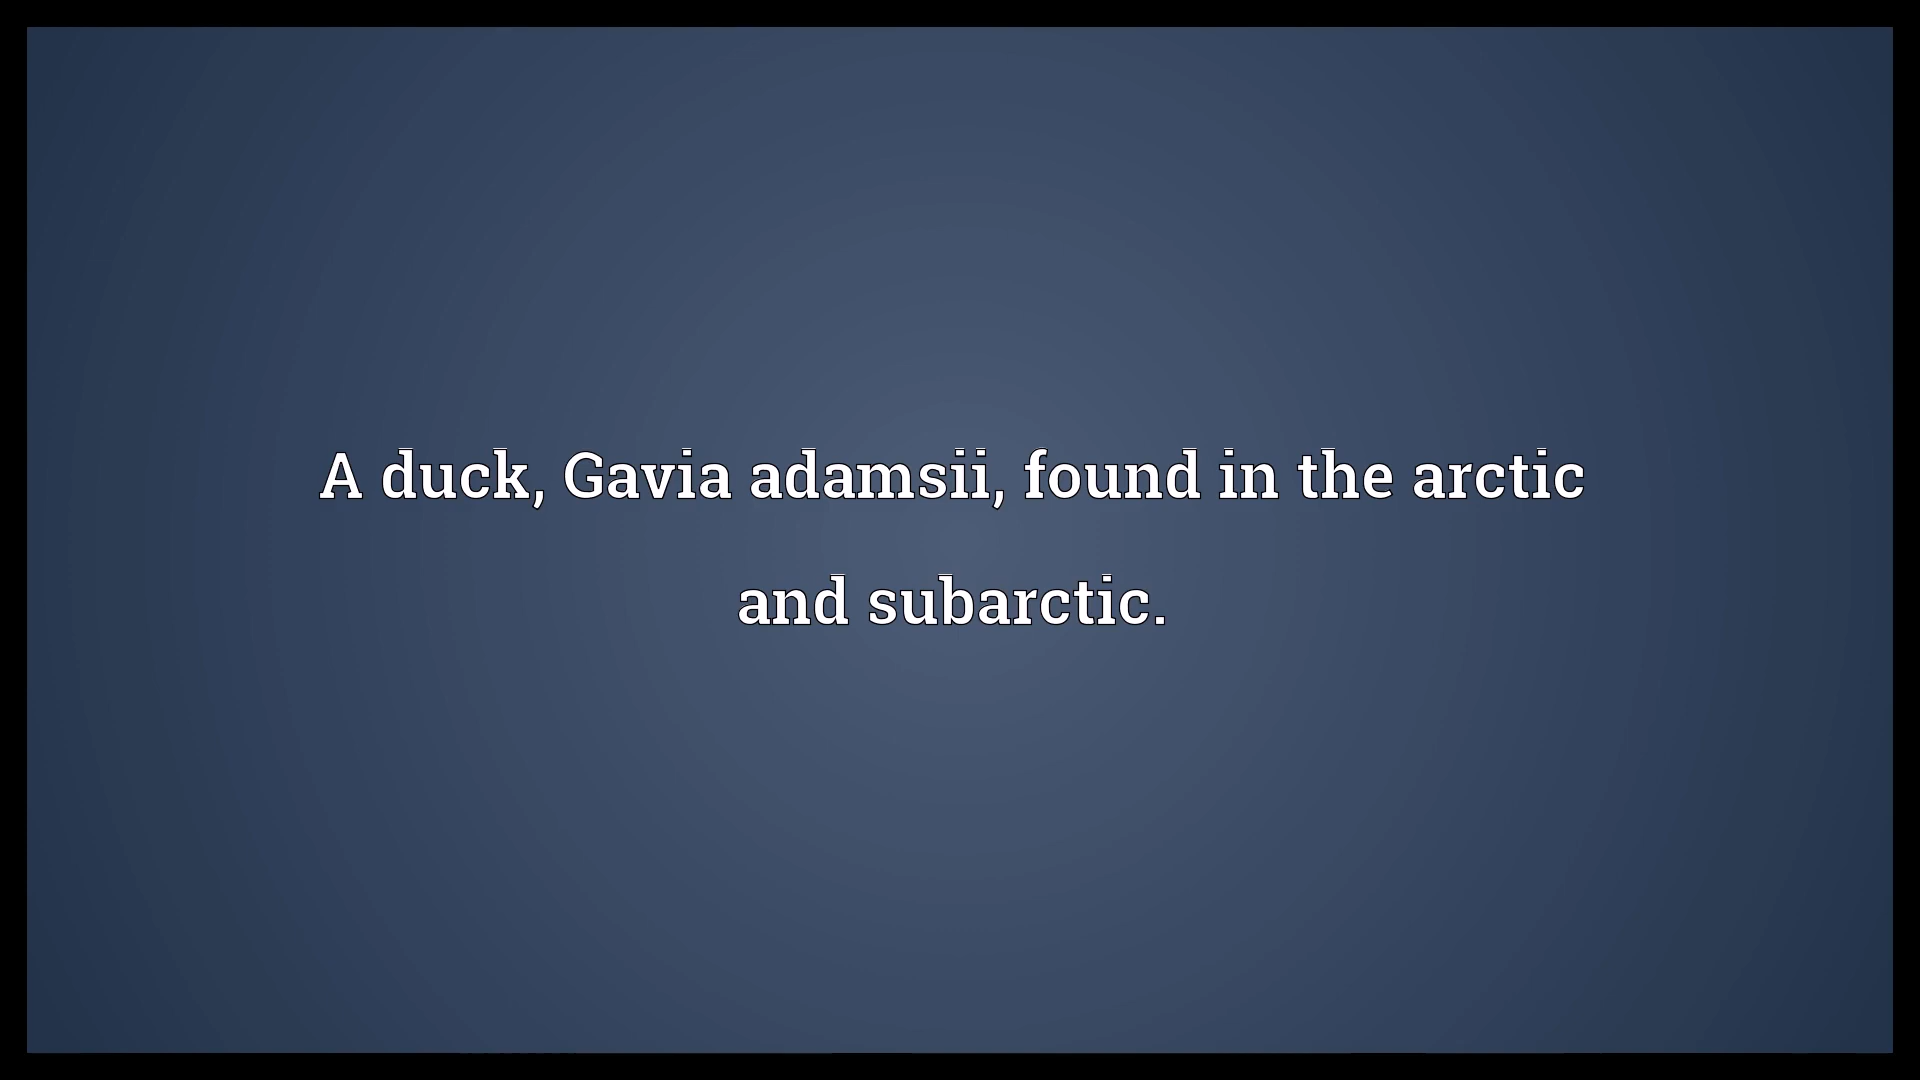 A duck, Gavia adamsii, found in the arctic
and subarctic.